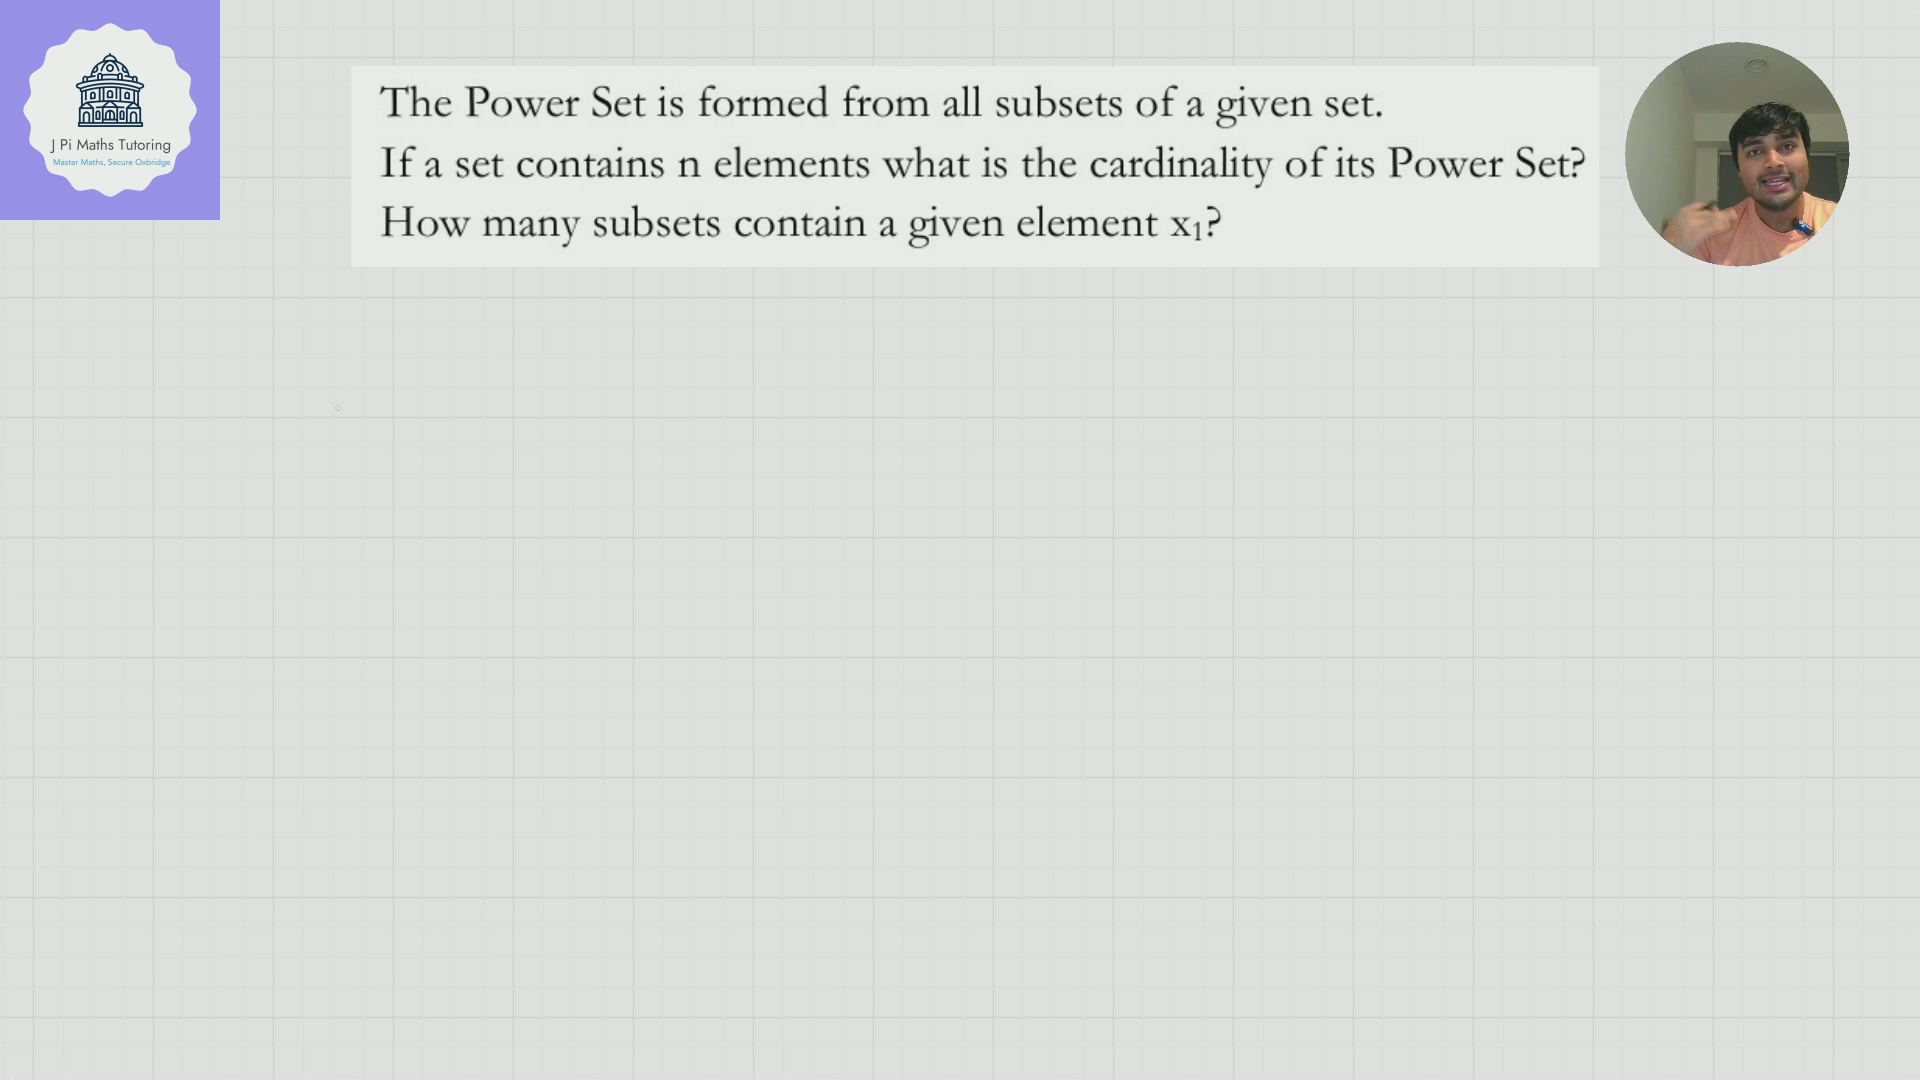 J Pi Maths Tutoring
Master Maths, Secure Oxbridge
The Power Set is formed from all subsets of a given set.
If a set contains n elements what is the cardinality of its Power Set?
How many subsets contain a given element x₁?